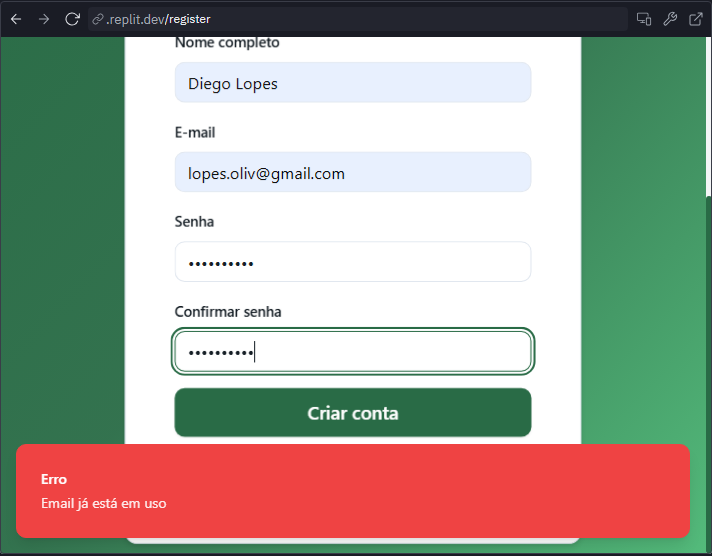 .replit.dev/register
Nome completo
Diego Lopes
E-mail
lopes.oliv@gmail.com
Senha
••••••••••
Confirmar senha
••••••••••
Criar conta
Erro
Email já está em uso